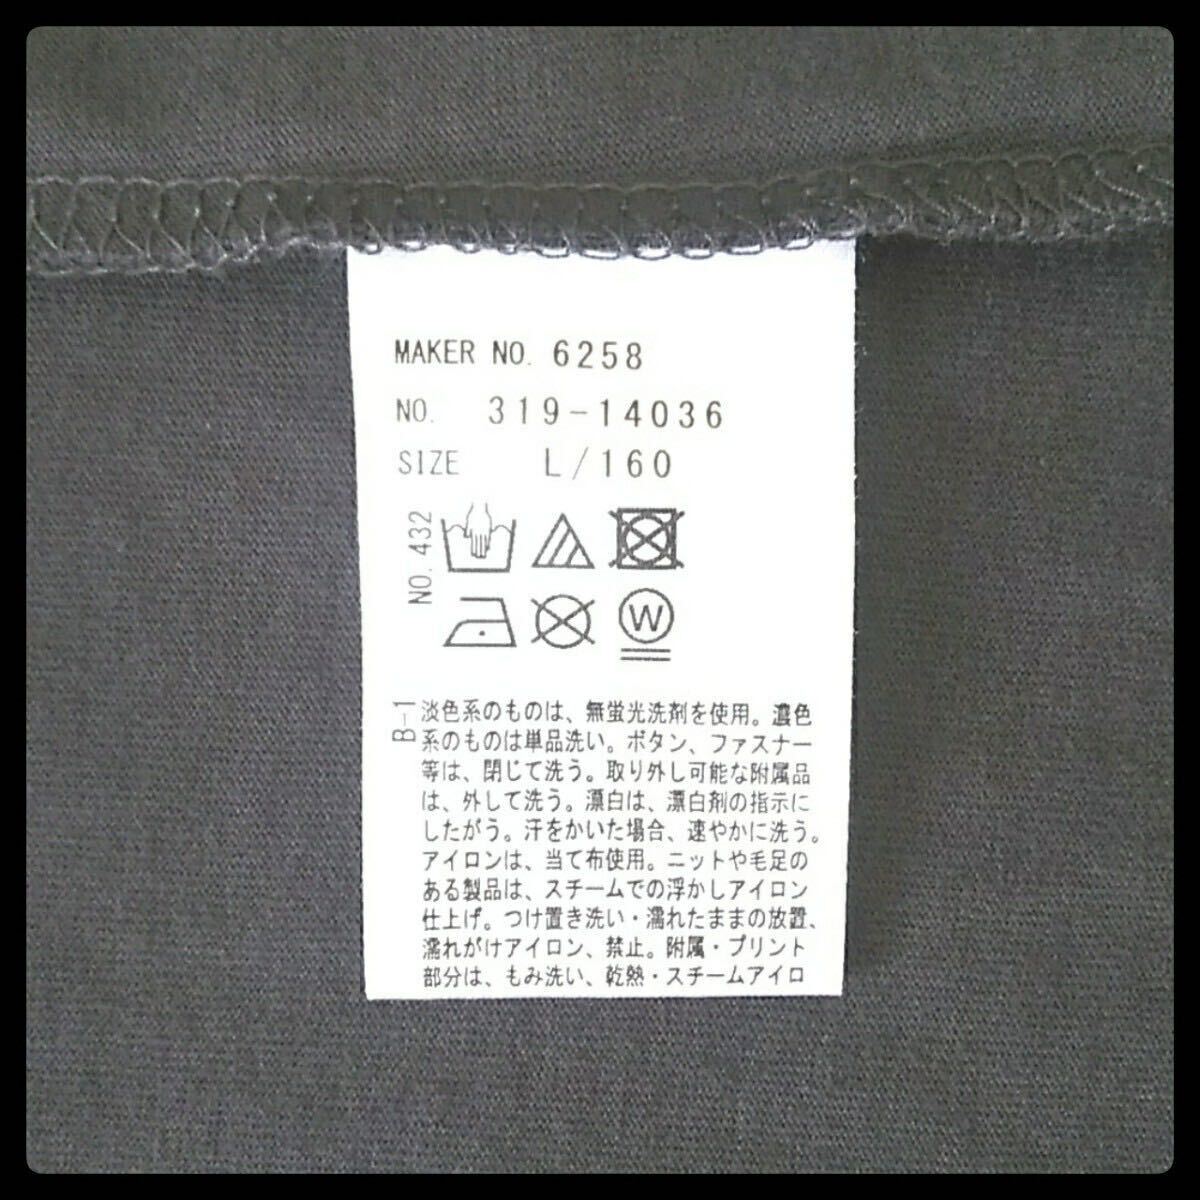 MAKER NO. 6258
NO. 319-14036
SIZE L/160
NO. 432
W
B-1
淡色系のものは、無蛍光洗剤を使用。濃色
系のものは単品洗い。ボタン、ファスナー
等は、閉じて洗う。取り外し可能な附属品
は、外して洗う。漂白は、漂白剤の指示に
したがう。汗をかいた場合、速やかに洗う。
アイロンは、当て布使用。ニットや毛足の
ある製品は、スチームでの浮かしアイロン
仕上げ。つけ置き洗い・濡れたままの放置、
濡れがけアイロン、禁止。附属・プリント
部分は、もみ洗い、乾熱・スチームアイロ